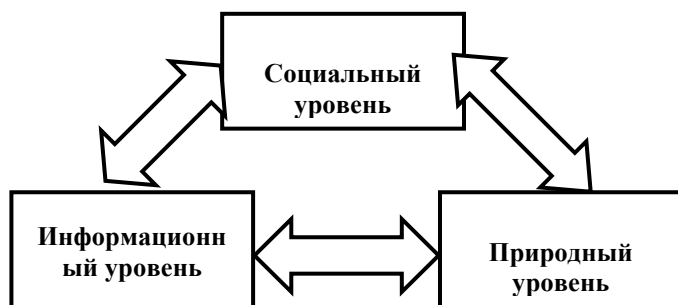 Социальный
уровень
Информационн
ый уровень
Природный
уровень